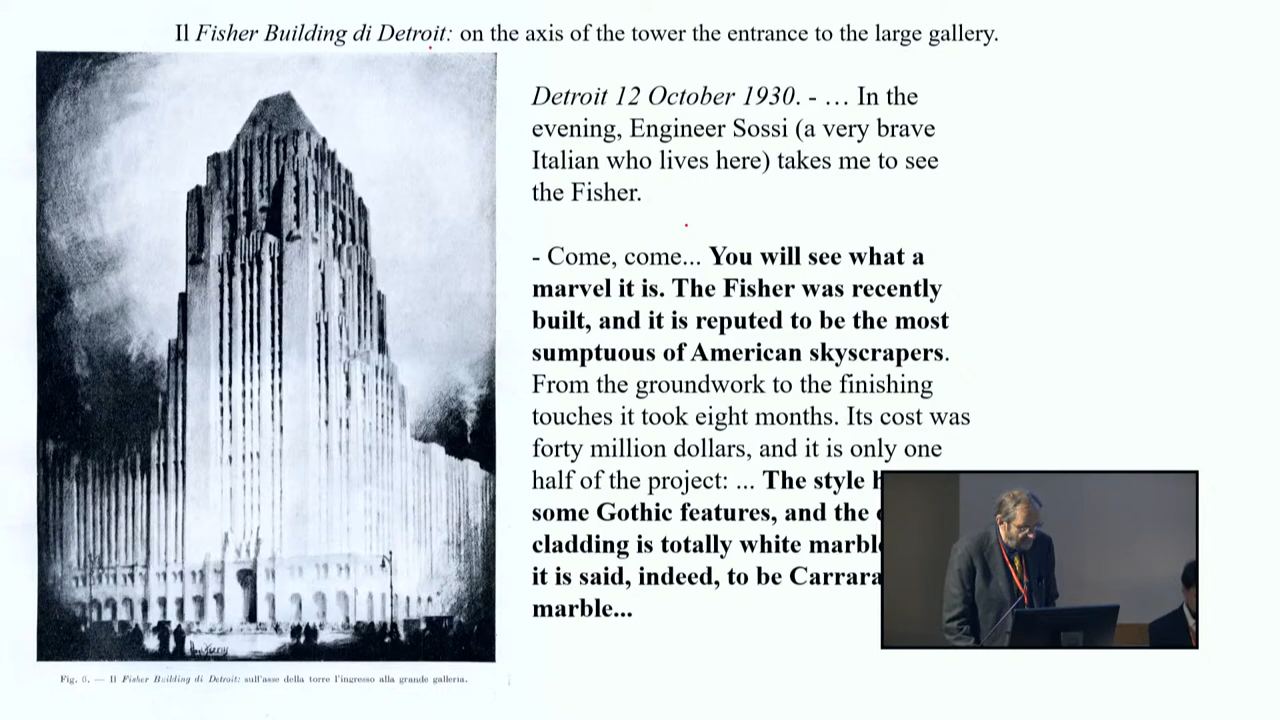 Il Fisher Building di Detroit: on the axis of the tower the entrance to the large gallery.
Detroit 12 October 1930. - … In the
evening, Engineer Sossi (a very brave
Italian who lives here) takes me to see
the Fisher.
- Come, come... You will see what a
marvel it is. The Fisher was recently
built, and it is reputed to be the most
sumptuous of American skyscrapers.
From the groundwork to the finishing
touches it took eight months. Its cost was
forty million dollars, and it is only one
half of the project: ... The style
some Gothic features, and the
cladding is totally white
it is said, indeed, to be Carrara
marble...
Fig. 6. — Il Fisher Building di Detroit: sull'asse della torre l'ingresso alla grande galleria.